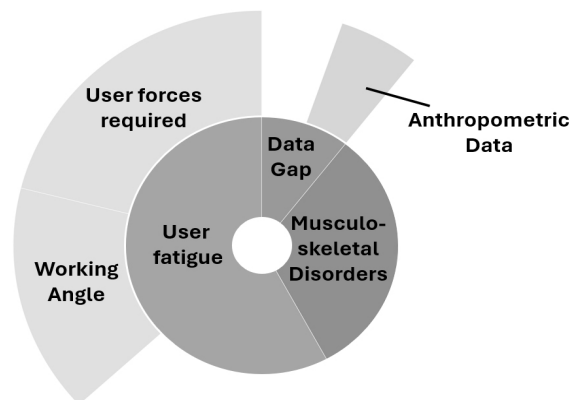 User forces
required
Anthropometric
Data
Data
Gap
User
fatigue
Musculo-
skeletal
Disorders
Working
Angle